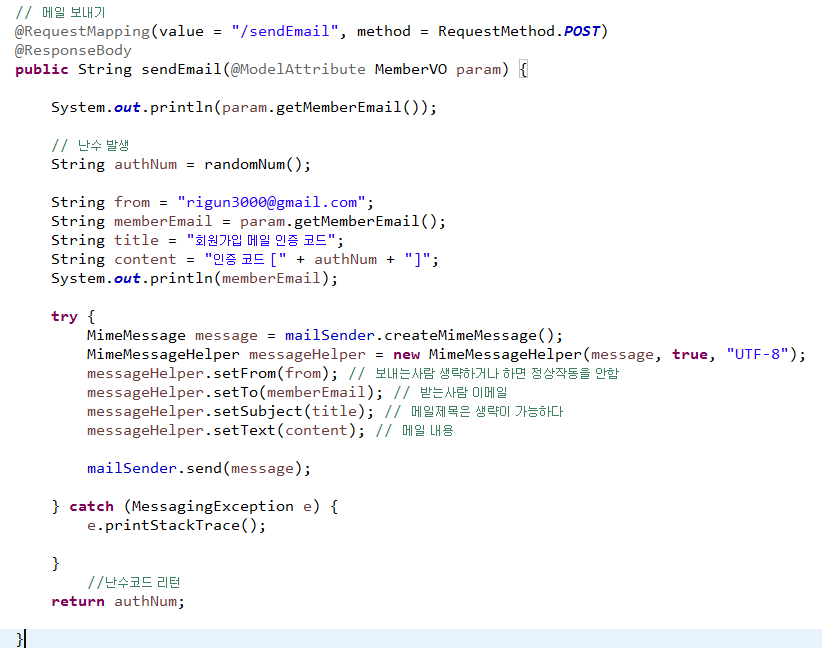 // 메일 보내기
@RequestMapping(value = "/sendEmail", method = RequestMethod.POST)
@ResponseBody
public String sendEmail(@ModelAttribute MemberVO param) {
System.out.println(param.getMemberEmail());
// 난수 발생
String authNum = randomNum();
String from = "rigun3000@gmail.com";
String memberEmail = param.getMemberEmail();
String title = "회원가입 메일 인증 코드";
String content = "인증 코드 [" + authNum + "]";
System.out.println(memberEmail);
try {
MimeMessage message = mailSender.createMimeMessage();
MimeMessageHelper messageHelper = new MimeMessageHelper(message, true, "UTF-8");
messageHelper.setFrom(from); // 보내는사람 생략하거나 하면 정상작동을 안함
messageHelper.setTo(memberEmail); // 받는사람 이메일
messageHelper.setSubject(title); // 메일제목은 생략이 가능하다
messageHelper.setText(content); // 메일 내용
mailSender.send(message);
} catch (MessagingException e) {
e.printStackTrace();
}
//난수코드 리턴
return authNum;
}